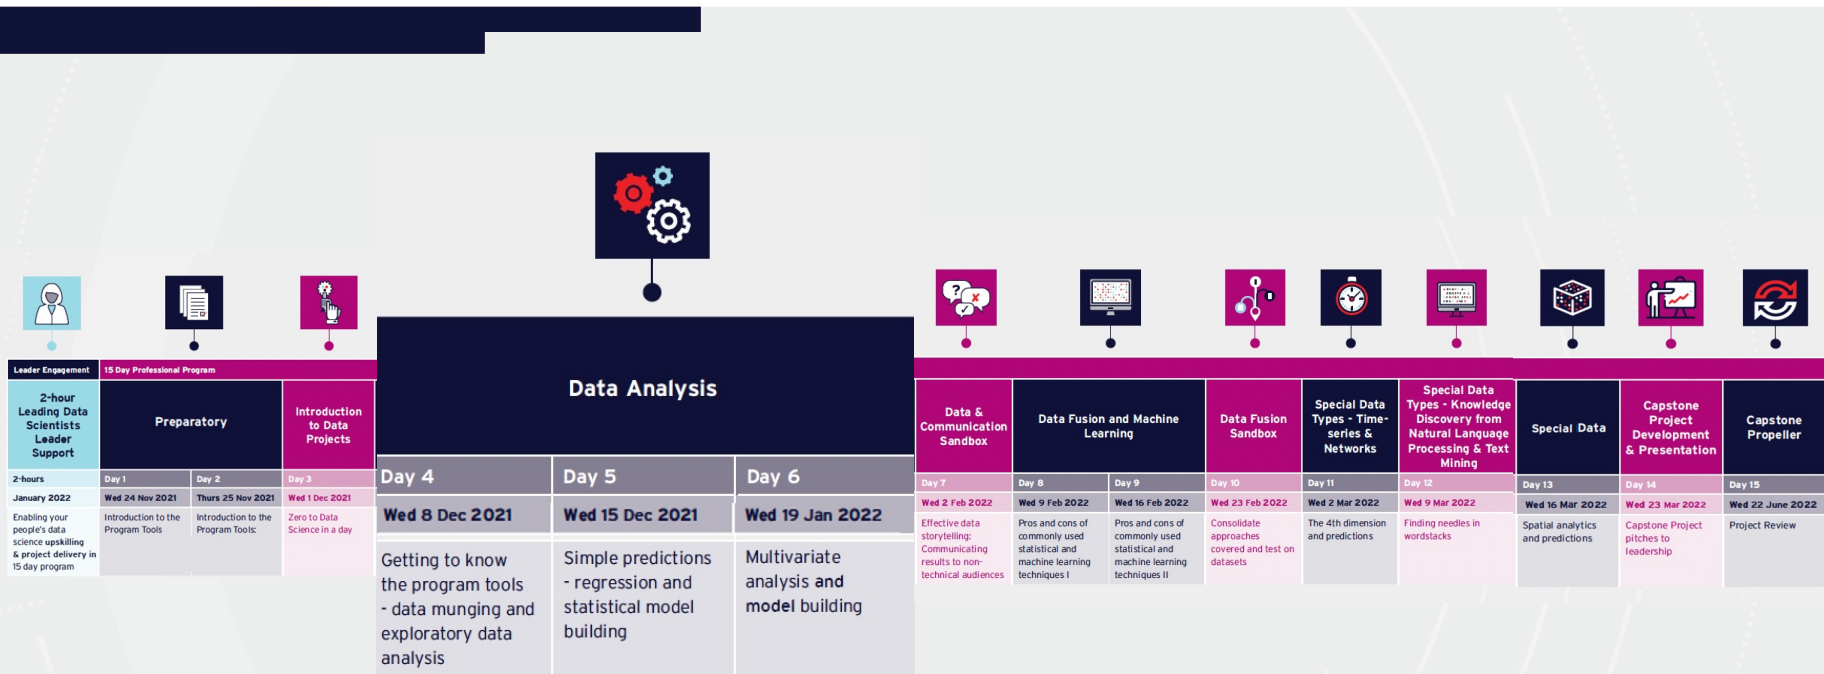 Leader Engagement
15 Day Professional Program
2-hour
Leading Data
Scientists
Leader
Support
Preparatory
Introduction
to Data
Projects
Data Analysis
Data &
Communication
Sandbox
Data Fusion and Machine
Learning
Data Fusion
Sandbox
Special Data
Types - Time-
series &
Networks
Special Data
Types - Knowledge
Discovery from
Natural Language
Processing & Text
Mining
Special Data
Capstone
Project
Development
& Presentation
Capstone
Propeller
2-hours
Day 1
Day 2
Day 3
Day 4
Day 5
Day 6
Day 7
Day 8
Day 9
Day 10
Day 11
Day 12
Day 13
Day 14
Day 15
January 2022
Wed 24 Nov 2021
Thurs 25 Nov 2021
Wed 1 Dec 2021
Wed 8 Dec 2021
Wed 15 Dec 2021
Wed 19 Jan 2022
Wed 2 Feb 2022
Wed 9 Feb 2022
Wed 16 Feb 2022
Wed 23 Feb 2022
Wed 2 Mar 2022
Wed 9 Mar 2022
Wed 16 Mar 2022
Wed 23 Mar 2022
Wed 22 June 2022
Enabling your
people's data
science upskilling
& project delivery in
15 day program
Introduction to the
Program Tools
Introduction to the
Program Tools:
Zero to Data
Science in a day
Getting to know
the program tools
- data munging and
exploratory data
analysis
Simple predictions
- regression and
statistical model
building
Multivariate
analysis and
model building
Effective data
storytelling:
Communicating
results to non-
technical audiences
Pros and cons of
commonly used
statistical and
machine learning
techniques I
Pros and cons of
commonly used
statistical and
machine learning
techniques II
Consolidate
approaches
covered and test on
datasets
The 4th dimension
and predictions
Finding needles in
wordstacks
Spatial analytics
and predictions
Capstone Project
pitches to
leadership
Project Review